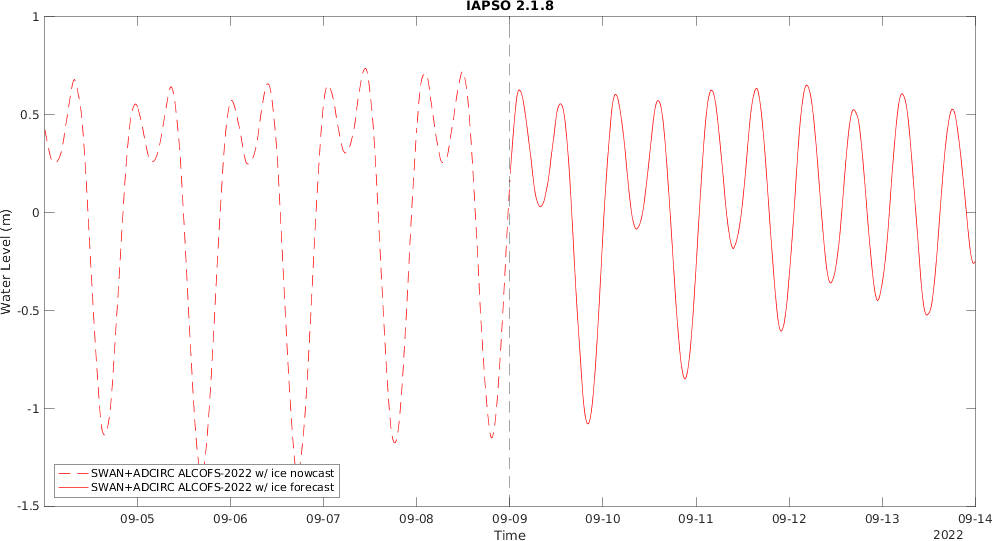 IAPSO 2.1.8
1
0.5
0
-0.5
-1
-1.5
Water Level (m)
SWAN+ADCIRC ALCOFS-2022 w/ ice nowcast
SWAN+ADCIRC ALCOFS-2022 w/ ice forecast
09-05 09-06 09-07 09-08 09-09 09-10 09-11 09-12 09-13 09-14
Time
2022